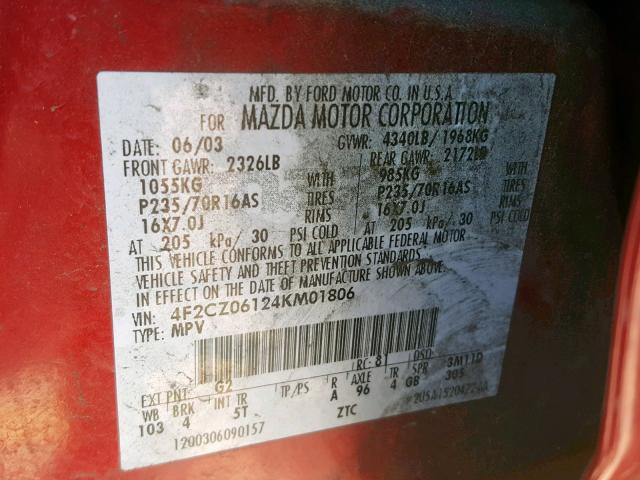 MFD. BY FORD MOTOR CO. IN U.S.A.
FOR MAZDA MOTOR CORPORATION
DATE: 06/03 GVWR: 4340LB/ 1968KG
FRONT GAWR: 2326LB REAR GAWR: 2172LB
1055KG WITH 985KG WITH
P235/70R16AS TIRES P235/70R16AS TIRES
16X7.0J RIMS 16X7.0J RIMS
AT 205 kPa/ 30 PSI COLD AT 205 kPa/ 30 PSI COLD
THIS VEHICLE CONFORMS TO ALL APPLICABLE FEDERAL MOTOR
VEHICLE SAFETY AND THEFT PREVENTION STANDARDS
IN EFFECT ON THE DATE OF MANUFACTURE SHOWN ABOVE.
VIN: 4F2CZ06124KM01806
TYPE: MPV
RC: 8 DSO:
EXT PNT: G2 3M11D
WB BRK INT TR TP/PS R AXLE TR SPR
103 4 5T A 96 4 GB 305
ZTC
1200306090157